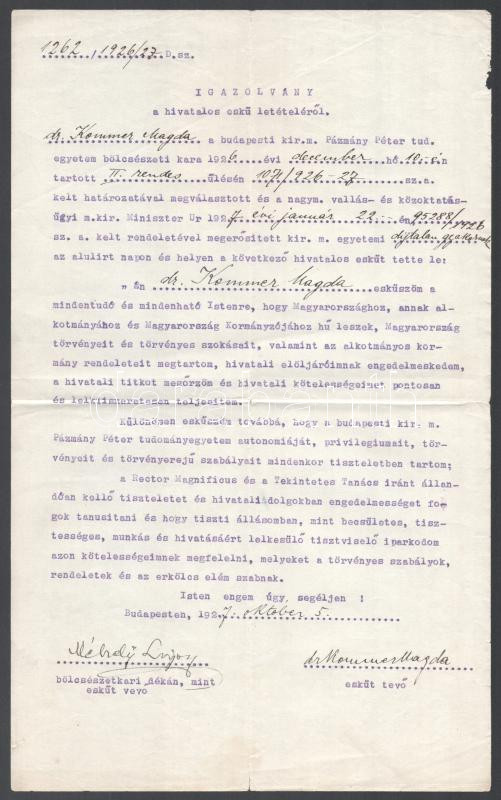 1262 / 1926/27 D.sz.
IGAZOLVÁNY
a hivatalos eskü letételéről.
dr. Kommer Magda a budapesti kir.m. Pázmány Péter tud.
egyetem bölcsészeti kara 1926 évi december hó 10.-én
tartott II. rendes ülésén 1071/926-27 sz.a.
kelt határozatával megválasztott és a nagym. vallás- és közoktatás-
ügyi m.kir. Miniszter Ur 1927 évi január 22.- én 95288/1926
sz. a. kelt rendeletével megerősitett kir. m. egyetemi díjtalan gyakornok
az alulirt napon és helyen a következő hivatalos esküt tette le:
„ Én dr. Kommer Magda esküszöm a
mindentudó és mindenható Istenre, hogy Magyarországhoz, annak al-
kotmányához és Magyarország Kormányzójához hü leszek, Magyarország
törvényeit és törvényes szokásait, valamint az alkotmányos kor-
mány rendeleteit megtartom, hivatali elöljáróimnak engedelmeskedem,
a hivatali titkot megőrzöm és hivatali kötelességeimet pontosan
és lelkiismeretesen teljesitem.
Különösen esküszöm továbbá, hogy a budapesti kir. m.
Pázmány Péter tudományegyetem autonomiáját, privilegiumait, tör-
vényeit és törvényerejü szabályait mindenkor tiszteletben tartom;
a Rector Magnificus és a Tekintetes Tanács iránt állan-
dóan kellő tiszteletet és hivatali dolgokban engedelmességet fo-
gok tanusitani és hogy tiszti állásomban, mint becsületes, tisz-
tességes, munkás és hivatásáért lelkesülő tisztviselő iparkodom
azon kötelességeimnek megfelelni, melyeket a törvényes szabályok,
rendeletek és az erkölcs elém szabnak.
Isten engem úgy segéljen !
Budapesten, 1927 október 5.
dr Kommer Magda
bölcsészetkari dékán, mint
esküt vevő
esküt tevő